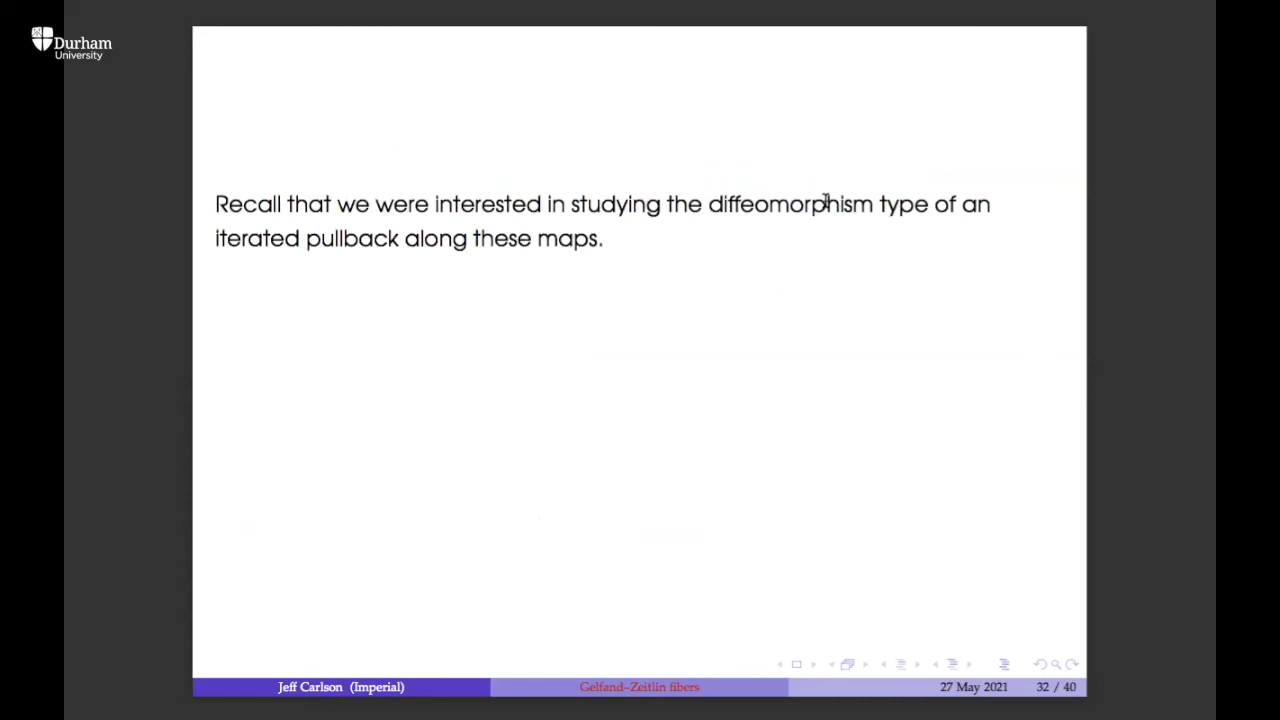 Durham
University
Recall that we were interested in studying the diffeomorphism type of an
iterated pullback along these maps.
Jeff Carlson (Imperial)
Gelfand–Zeitlin fibers
27 May 2021
32 / 40